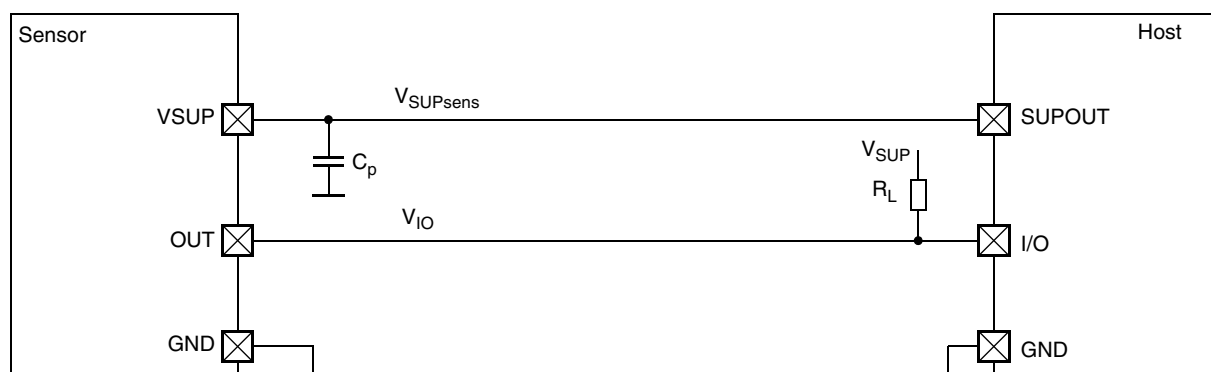 Sensor
Host
VSUP
VSUPsens
SUPOUT
Cp
VSUP
RL
OUT
VIO
I/O
GND
GND